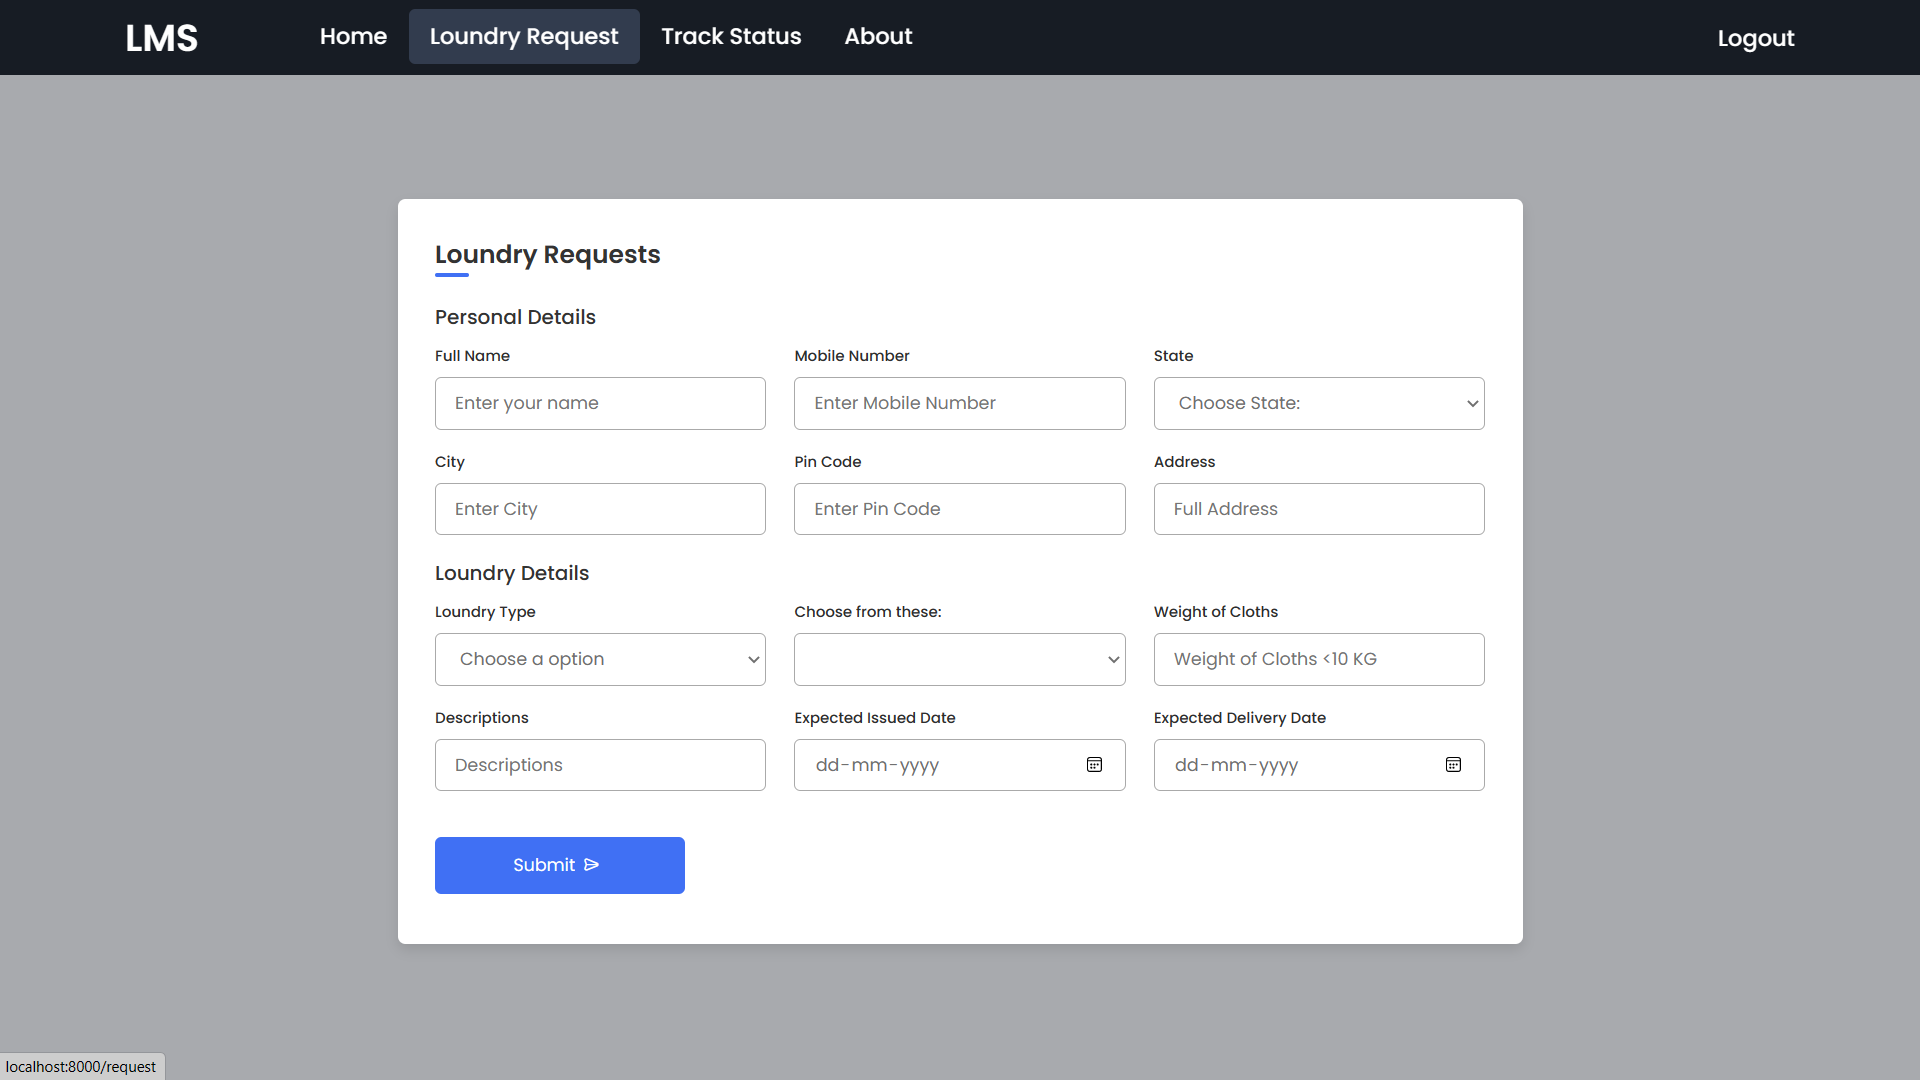 LMS Home Loundry Request Track Status About Logout
Loundry Requests
Personal Details
Full Name Mobile Number State
Enter your name Enter Mobile Number Choose State:
City Pin Code Address
Enter City Enter Pin Code Full Address
Loundry Details
Loundry Type Choose from these: Weight of Cloths
Choose a option Weight of Cloths <10 KG
Descriptions Expected Issued Date Expected Delivery Date
Descriptions dd-mm-yyyy dd-mm-yyyy
Submit
localhost:8000/request